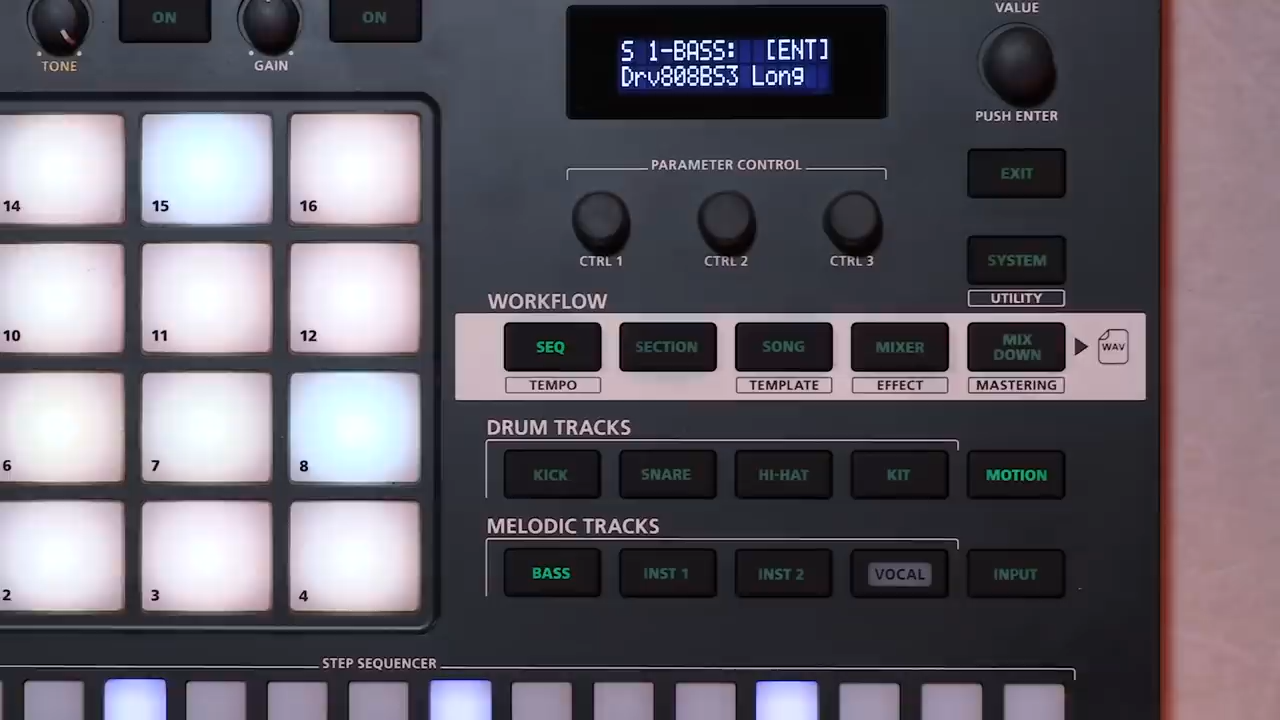 ON
ON
TONE
GAIN
S 1-BASS: [ENT]
Drv808BS3 Long
VALUE
PUSH ENTER
PARAMETER CONTROL
CTRL 1
CTRL 2
CTRL 3
EXIT
SYSTEM
UTILITY
14
15
16
10
11
12
6
7
8
2
3
4
WORKFLOW
SEQ
SECTION
SONG
MIXER
MIX
DOWN
WAV
TEMPO
TEMPLATE
EFFECT
MASTERING
DRUM TRACKS
KICK
SNARE
HI-HAT
KIT
MOTION
MELODIC TRACKS
BASS
INST 1
INST 2
VOCAL
INPUT
STEP SEQUENCER